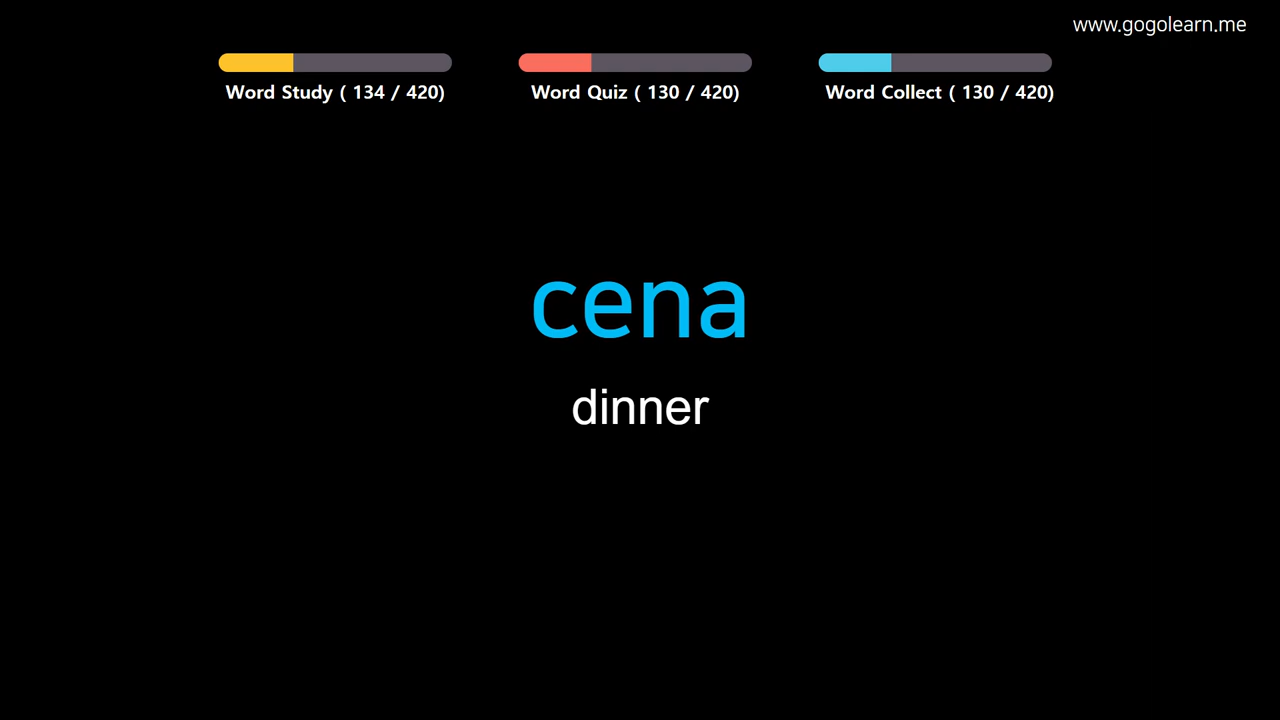 www.gogolearn.me
Word Study ( 134 / 420)
Word Quiz ( 130 / 420)
Word Collect ( 130 / 420)
cena
dinner